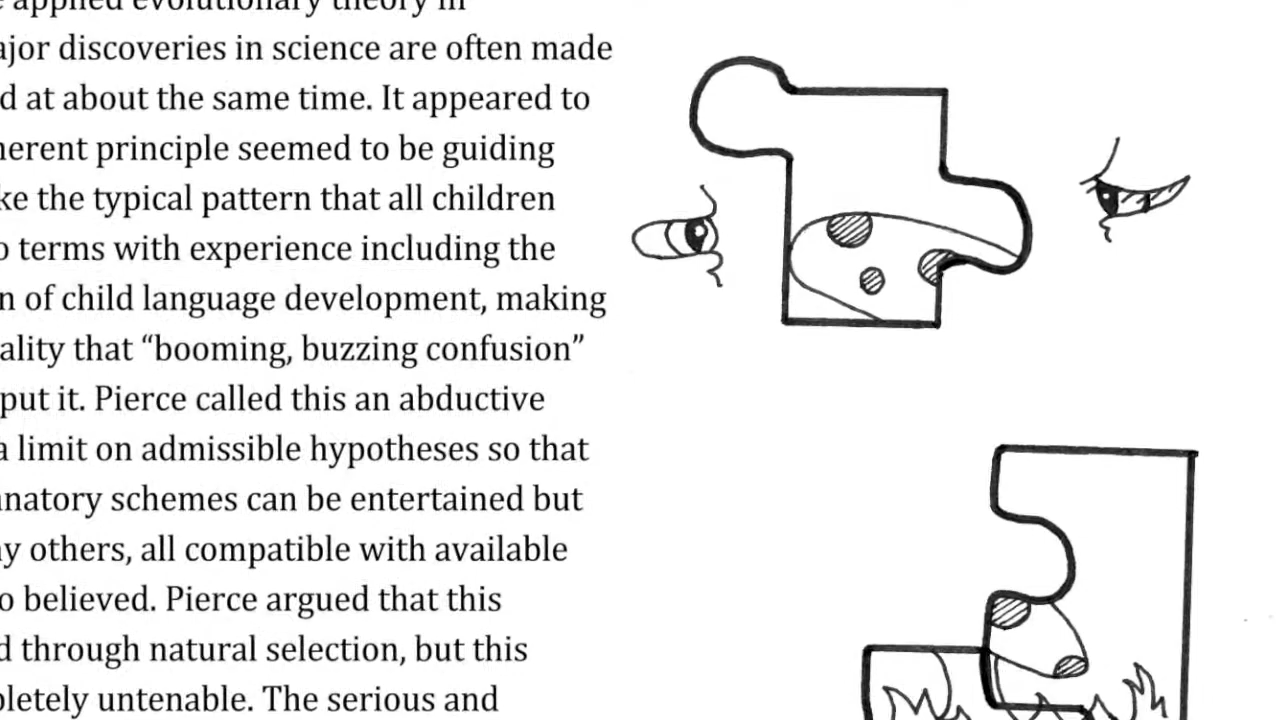 applied evolutionary theory in
ajor discoveries in science are often made
d at about the same time. It appeared to
herent principle seemed to be guiding
ke the typical pattern that all children
o terms with experience including the
n of child language development, making
ality that “booming, buzzing confusion”
put it. Pierce called this an abductive
a limit on admissible hypotheses so that
natory schemes can be entertained but
y others, all compatible with available
o believed. Pierce argued that this
d through natural selection, but this
pletely untenable. The serious and